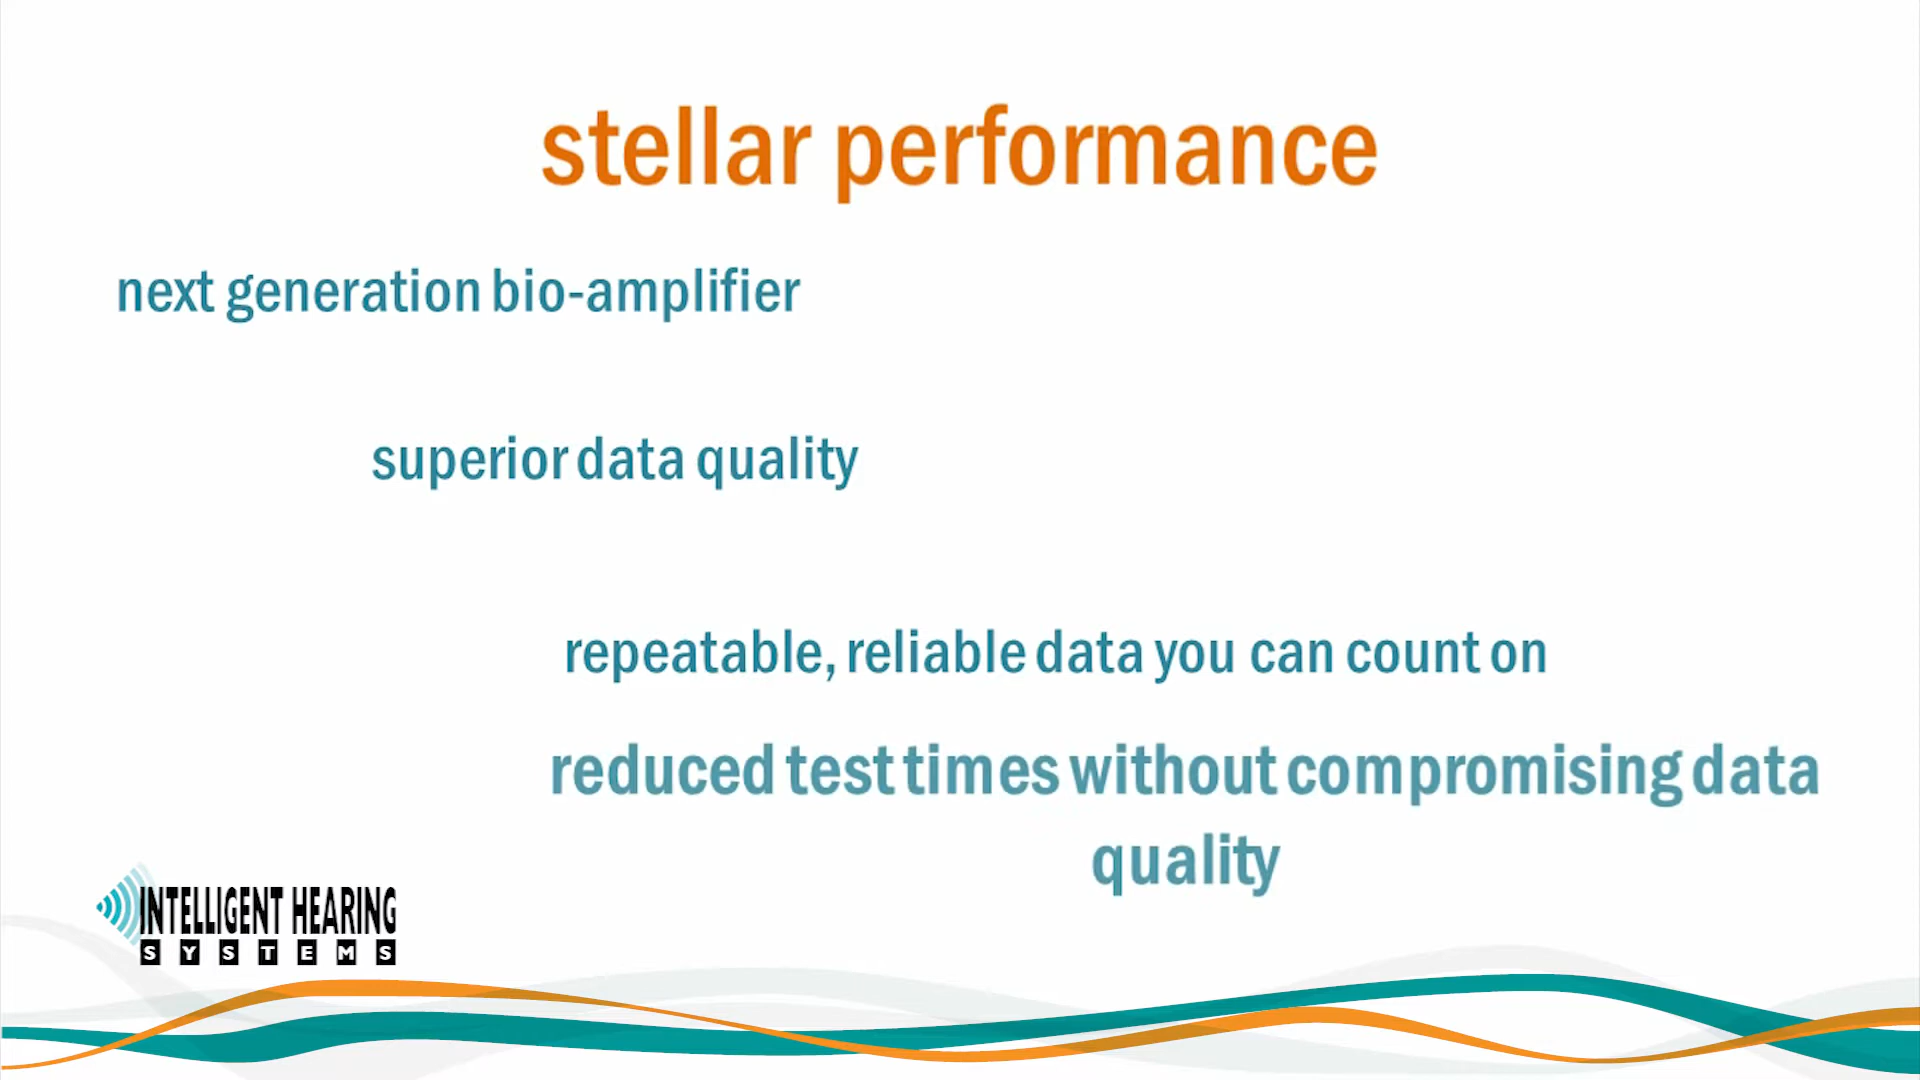 stellar performance
next generation bio-amplifier
superior data quality
repeatable, reliable data you can count on
reduced test times without compromising data
quality
INTELLIGENT HEARING
SYSTEMS